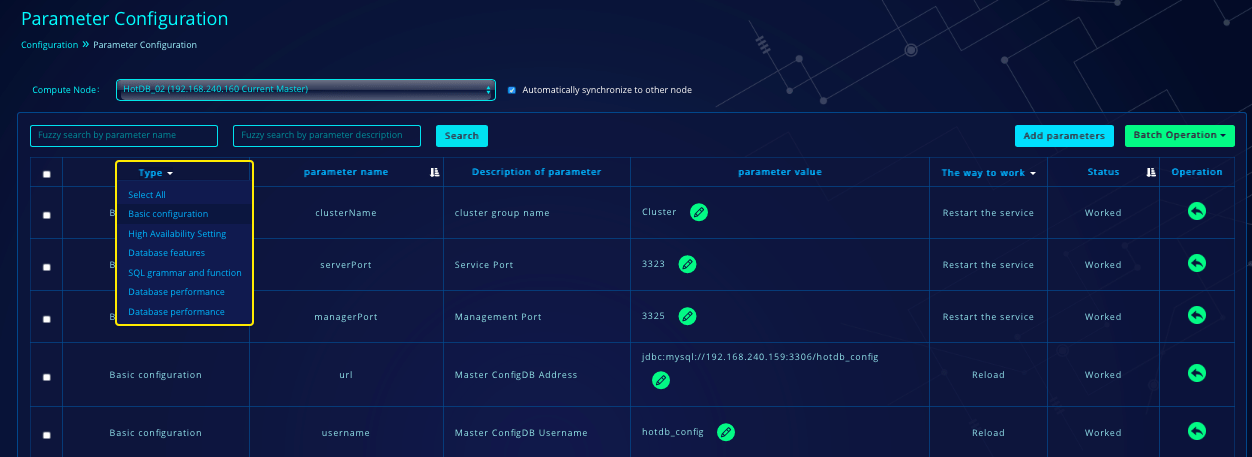 Parameter Configuration
Configuration » Parameter Configuration
Compute Node: HotDB_02 (192.168.240.160 Current Master) Automatically synchronize to other node
Fuzzy search by parameter name Fuzzy search by parameter description Search Add parameters Batch Operation
Type parameter name Description of parameter parameter value The way to work Status Operation
Select All
Basic configuration
High Availability Setting
Database features
SQL grammar and function
Database performance
Database performance
B clusterName cluster group name Cluster Restart the service Worked
B serverPort Service Port 3323 Restart the service Worked
B managerPort Management Port 3325 Restart the service Worked
Basic configuration url Master ConfigDB Address jdbc:mysql://192.168.240.159:3306/hotdb_config Reload Worked
Basic configuration username Master ConfigDB Username hotdb_config Reload Worked